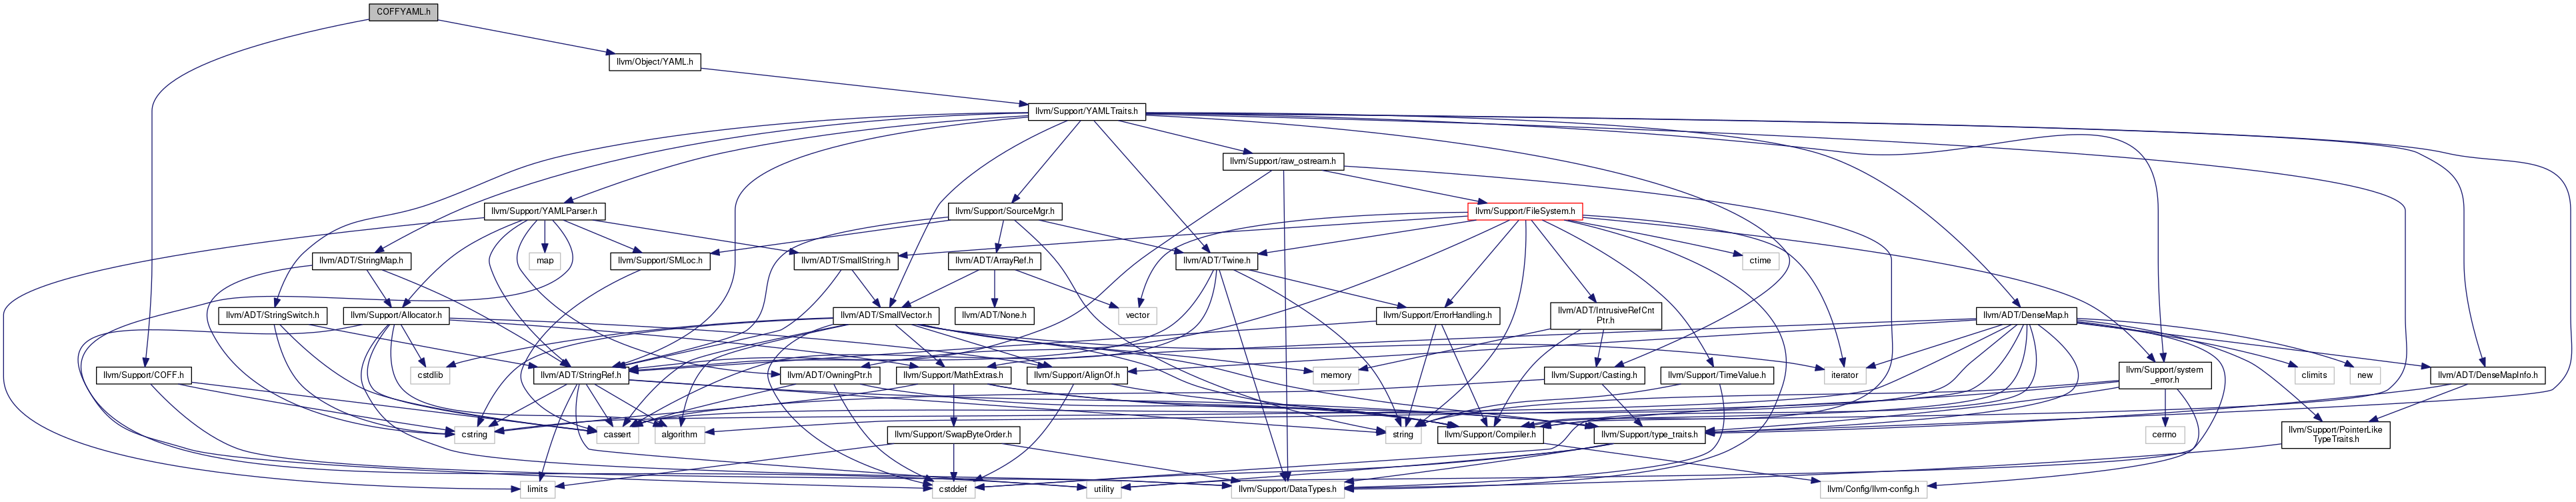 COFFYAML.h
llvm/Object/YAML.h
llvm/Support/YAMLTraits.h
llvm/Support/raw_ostream.h
llvm/Support/YAMLParser.h
llvm/Support/SourceMgr.h
llvm/Support/FileSystem.h
llvm/ADT/StringMap.h
map
llvm/Support/SMLoc.h
llvm/ADT/SmallString.h
llvm/ADT/ArrayRef.h
llvm/ADT/Twine.h
ctime
llvm/ADT/StringSwitch.h
llvm/Support/Allocator.h
llvm/ADT/SmallVector.h
llvm/ADT/None.h
vector
llvm/Support/ErrorHandling.h
llvm/ADT/IntrusiveRefCnt
Ptr.h
llvm/ADT/DenseMap.h
llvm/Support/COFF.h
cstdlib
llvm/ADT/StringRef.h
llvm/ADT/OwningPtr.h
llvm/Support/MathExtras.h
llvm/Support/AlignOf.h
memory
llvm/Support/Casting.h
llvm/Support/TimeValue.h
iterator
llvm/Support/system
_error.h
climits
new
llvm/ADT/DenseMapInfo.h
cstring
cassert
algorithm
llvm/Support/SwapByteOrder.h
string
llvm/Support/Compiler.h
llvm/Support/type_traits.h
cerrno
llvm/Support/PointerLike
TypeTraits.h
limits
cstddef
utility
llvm/Support/DataTypes.h
llvm/Config/llvm-config.h